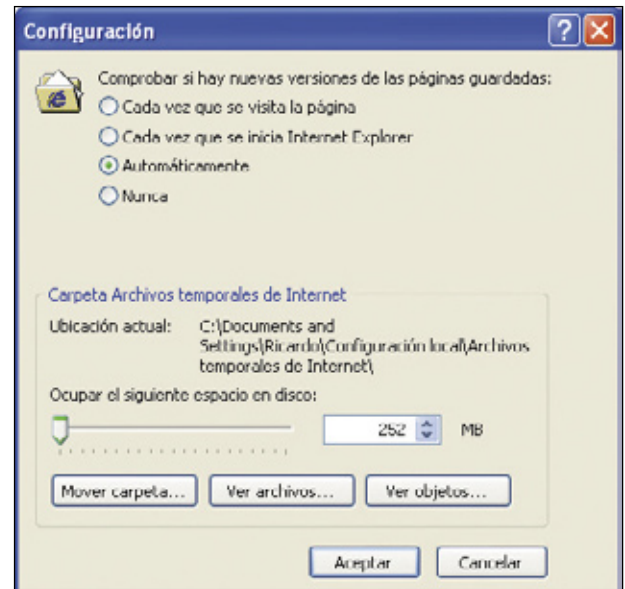 Configuración
Comprobar si hay nuevas versiones de las páginas guardadas:
Cada vez que se visita la página
Cada vez que se inicia Internet Explorer
Automáticamente
Nunca
Carpeta Archivos temporales de Internet
Ubicación actual: C:\Documents and
Settings\Ricardo\Configuración local\Archivos
temporales de Internet\
Ocupar el siguiente espacio en disco:
252 MB
Mover carpeta... Ver archivos... Ver objetos...
Aceptar Cancelar